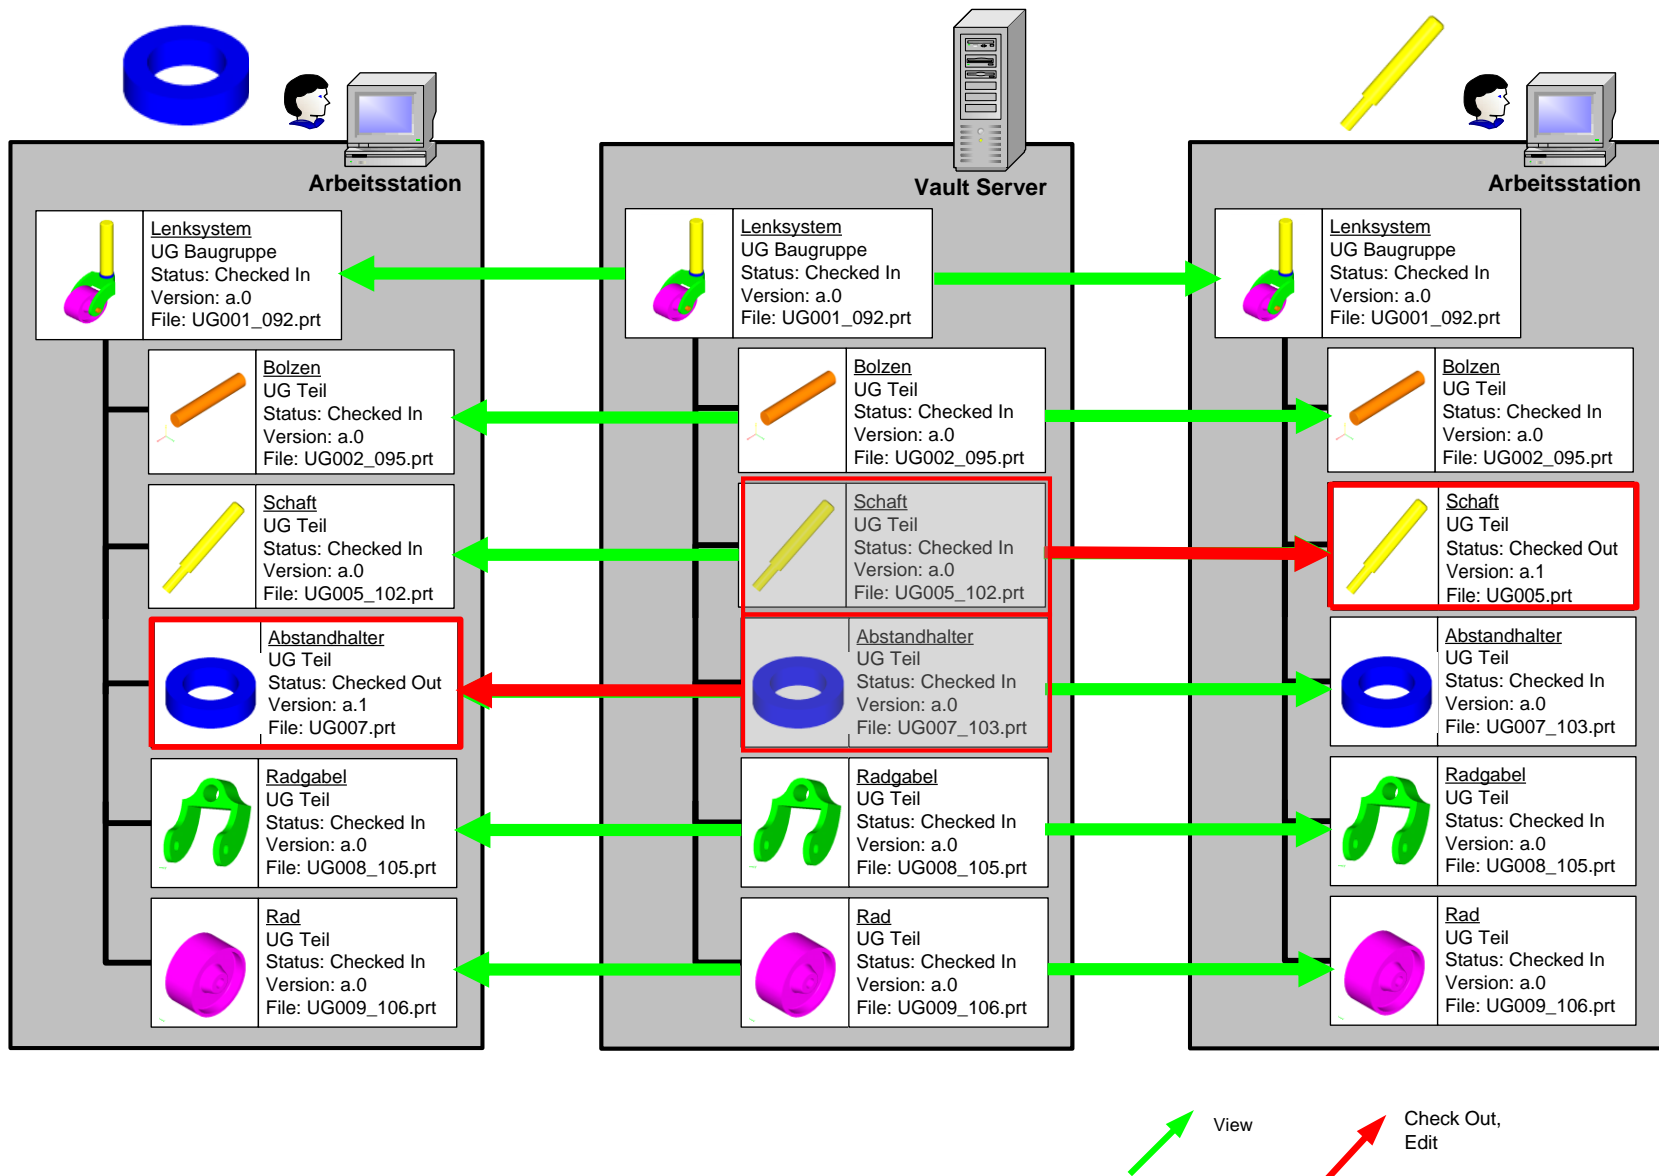 Arbeitsstation
Lenksystem
UG Baugruppe
Status: Checked In
Version: a.0
File: UG001_092.prt
Bolzen
UG Teil
Status: Checked In
Version: a.0
File: UG002_095.prt
Schaft
UG Teil
Status: Checked In
Version: a.0
File: UG005_102.prt
Abstandhalter
UG Teil
Status: Checked Out
Version: a.1
File: UG007.prt
Radgabel
UG Teil
Status: Checked In
Version: a.0
File: UG008_105.prt
Rad
UG Teil
Status: Checked In
Version: a.0
File: UG009_106.prt
Vault Server
Lenksystem
UG Baugruppe
Status: Checked In
Version: a.0
File: UG001_092.prt
Bolzen
UG Teil
Status: Checked In
Version: a.0
File: UG002_095.prt
Schaft
UG Teil
Status: Checked In
Version: a.0
File: UG005_102.prt
Abstandhalter
UG Teil
Status: Checked In
Version: a.0
File: UG007_103.prt
Radgabel
UG Teil
Status: Checked In
Version: a.0
File: UG008_105.prt
Rad
UG Teil
Status: Checked In
Version: a.0
File: UG009_106.prt
Arbeitsstation
Lenksystem
UG Baugruppe
Status: Checked In
Version: a.0
File: UG001_092.prt
Bolzen
UG Teil
Status: Checked In
Version: a.0
File: UG002_095.prt
Schaft
UG Teil
Status: Checked Out
Version: a.1
File: UG005.prt
Abstandhalter
UG Teil
Status: Checked In
Version: a.0
File: UG007_103.prt
Radgabel
UG Teil
Status: Checked In
Version: a.0
File: UG008_105.prt
Rad
UG Teil
Status: Checked In
Version: a.0
File: UG009_106.prt
View
Check Out,
Edit